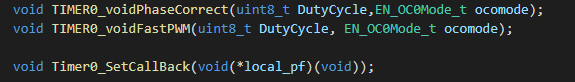 void TIMER0_voidPhaseCorrect(uint8_t DutyCycle,EN_OC0Mode_t ocomode);
void TIMER0_voidFastPWM(uint8_t DutyCycle, EN_OC0Mode_t ocomode);
void Timer0_SetCallBack(void(*local_pf)(void));